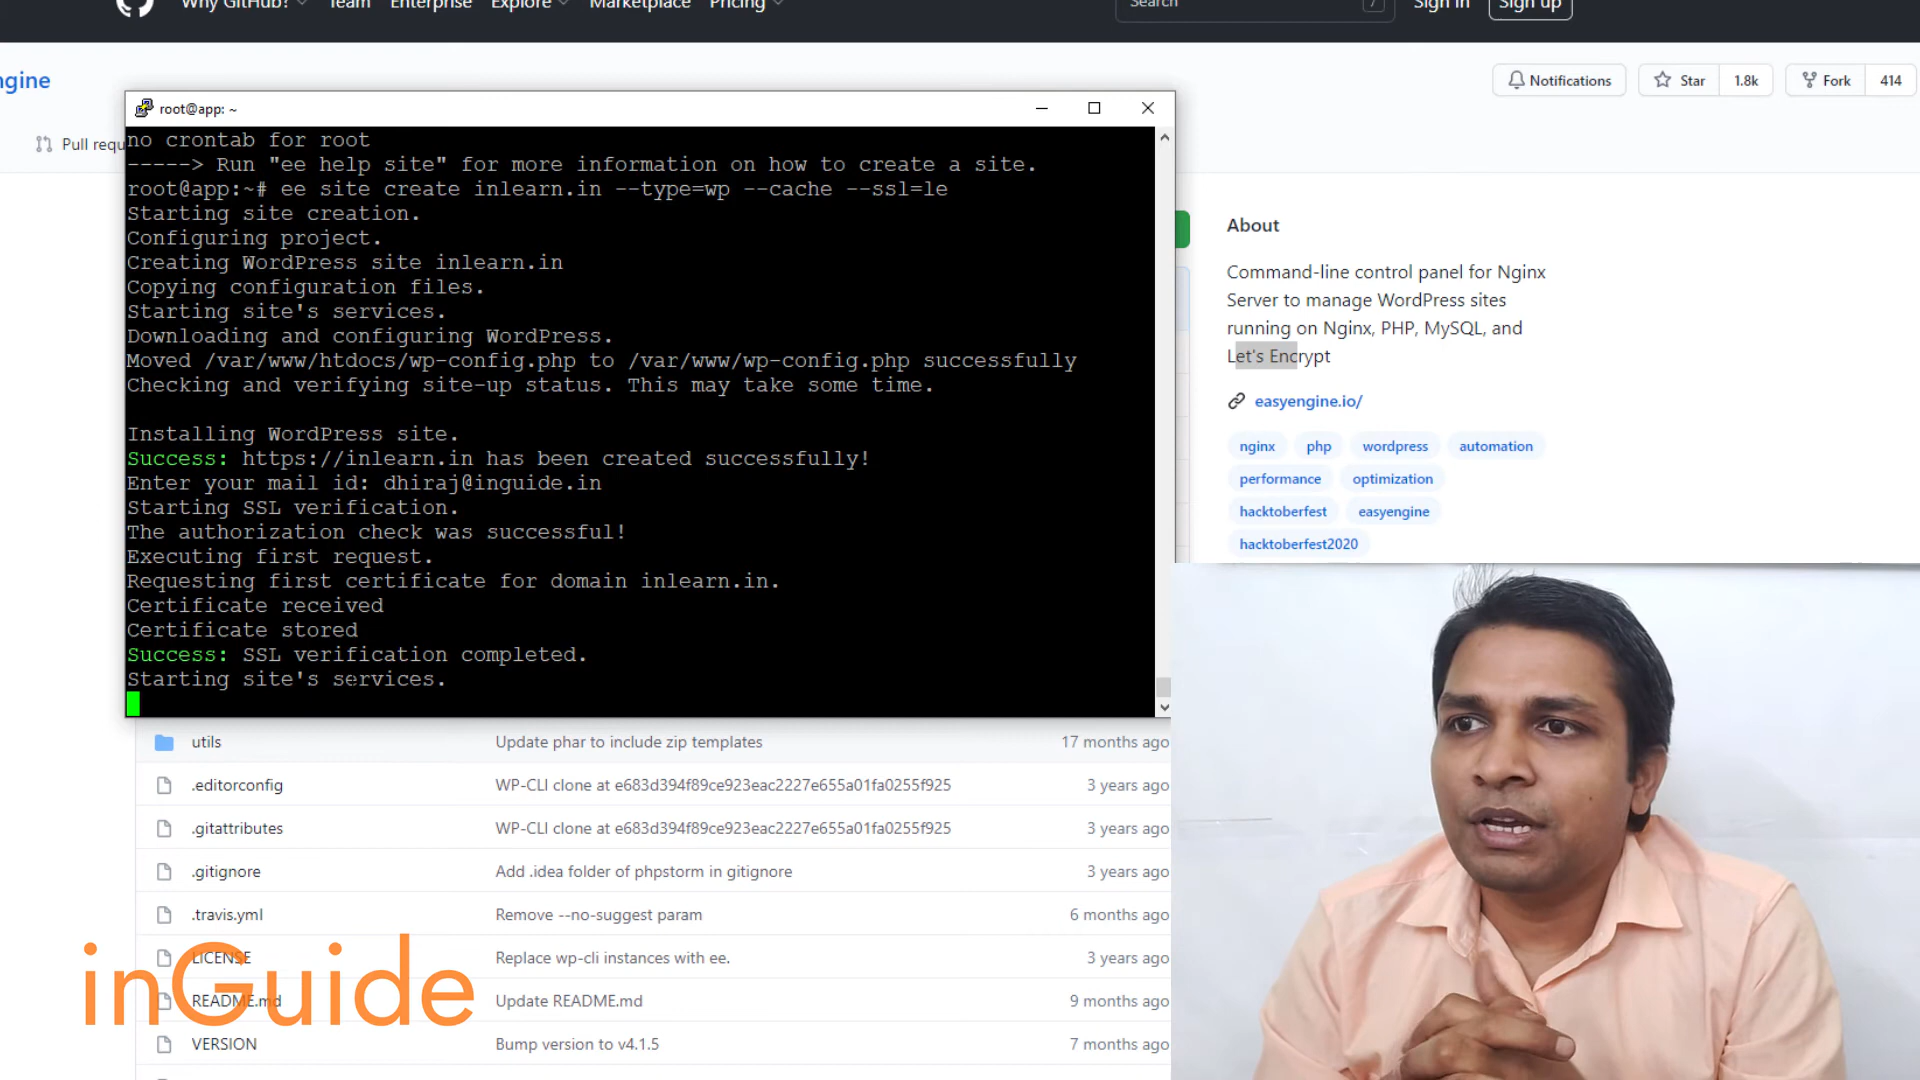 Why GitHub?
Team
Enterprise
Explore
Marketplace
Pricing
Search
/
Sign in
Sign up
ngine
Notifications
Star
1.8k
Fork
414
Pull requ
root@app: ~
no crontab for root
-----> Run "ee help site" for more information on how to create a site.
root@app:~# ee site create inlearn.in --type=wp --cache --ssl=le
Starting site creation.
Configuring project.
Creating WordPress site inlearn.in
Copying configuration files.
Starting site's services.
Downloading and configuring WordPress.
Moved /var/www/htdocs/wp-config.php to /var/www/wp-config.php successfully
Checking and verifying site-up status. This may take some time.
Installing WordPress site.
Success: https://inlearn.in has been created successfully!
Enter your mail id: dhiraj@inguide.in
Starting SSL verification.
The authorization check was successful!
Executing first request.
Requesting first certificate for domain inlearn.in.
Certificate received
Certificate stored
Success: SSL verification completed.
Starting site's services.
About
Command-line control panel for Nginx
Server to manage WordPress sites
running on Nginx, PHP, MySQL, and
Let's Encrypt
easyengine.io/
nginx php wordpress automation
performance optimization
hacktoberfest easyengine
hacktoberfest2020
utils Update phar to include zip templates 17 months ago
.editorconfig WP-CLI clone at e683d394f89ce923eac2227e655a01fa0255f925 3 years ago
.gitattributes WP-CLI clone at e683d394f89ce923eac2227e655a01fa0255f925 3 years ago
.gitignore Add .idea folder of phpstorm in gitignore 3 years ago
.travis.yml Remove --no-suggest param 6 months ago
LICENSE Replace wp-cli instances with ee. 3 years ago
README.md Update README.md 9 months ago
VERSION Bump version to v4.1.5 7 months ago
inGuide